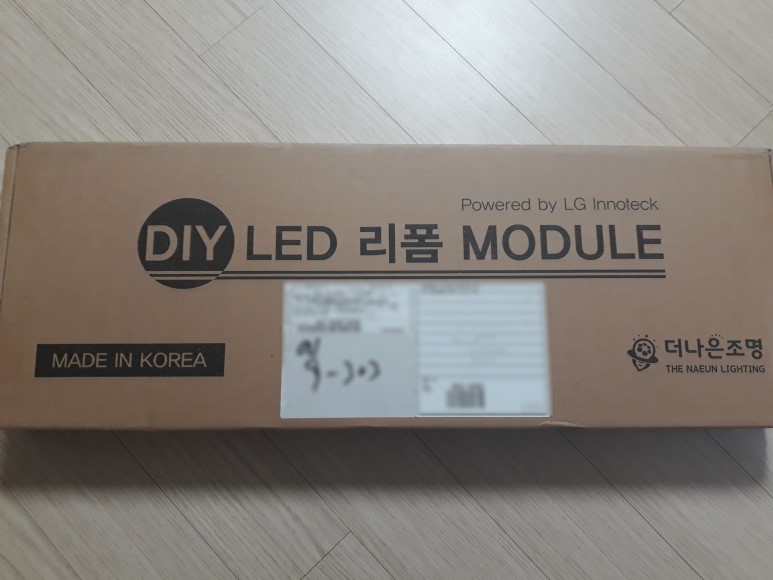 Powered by LG Innoteck
DIY LED 리폼 MODULE
MADE IN KOREA
더나은조명
THE NAEUN LIGHTING